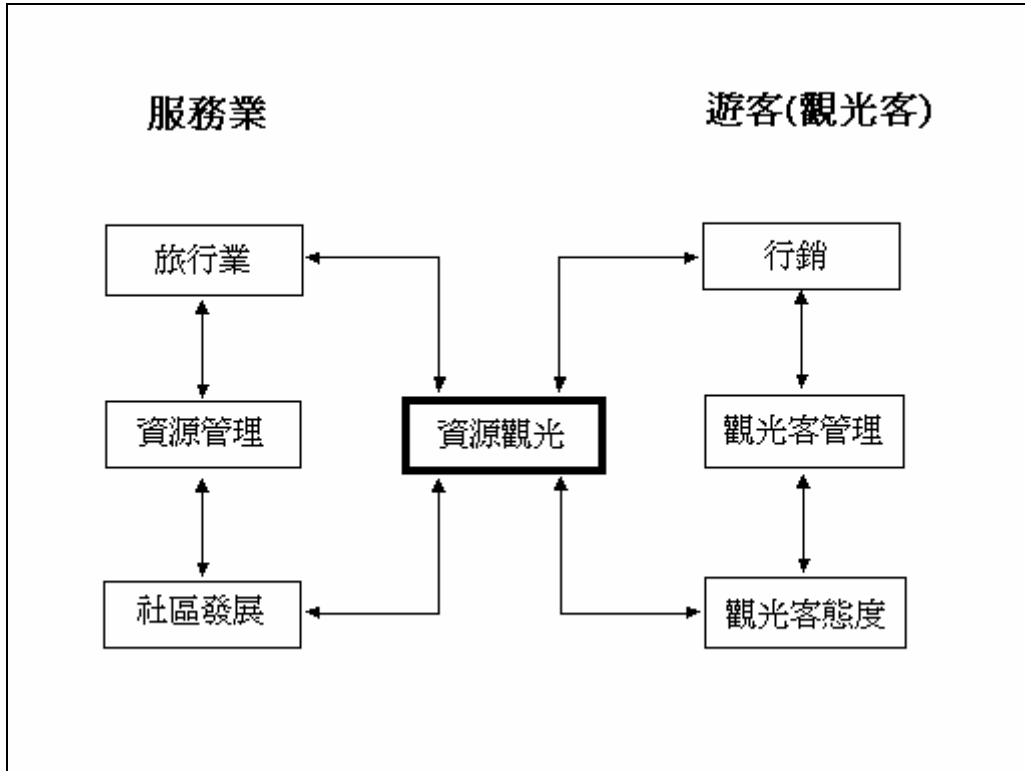 服務業
遊客(觀光客)
旅行業
行銷
資源管理
資源觀光
觀光客管理
社區發展
觀光客態度